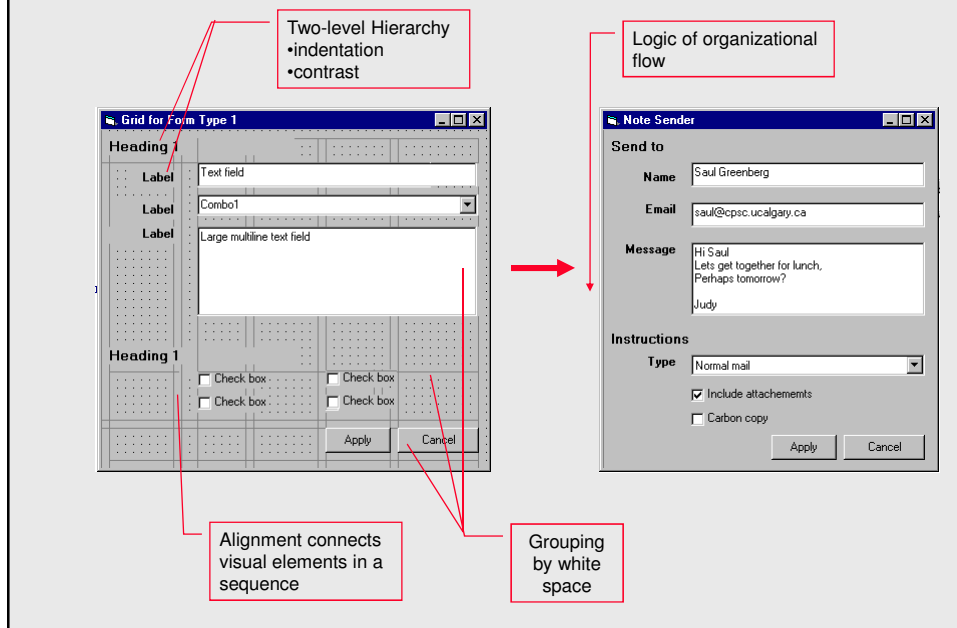 Two-level Hierarchy
•indentation
•contrast
Logic of organizational
flow
Grid for Form Type 1
Heading 1
Label
Text field
Label
Combo1
Label
Large multiline text field
Heading 1
Check box
Check box
Check box
Check box
Apply
Cancel
Note Sender
Send to
Name
Saul Greenberg
Email
saul@cpsc.ucalgary.ca
Message
Hi Saul
Lets get together for lunch,
Perhaps tomorrow?
Judy
Instructions
Type
Normal mail
Include attachememts
Carbon copy
Apply
Cancel
Alignment connects
visual elements in a
sequence
Grouping
by white
space